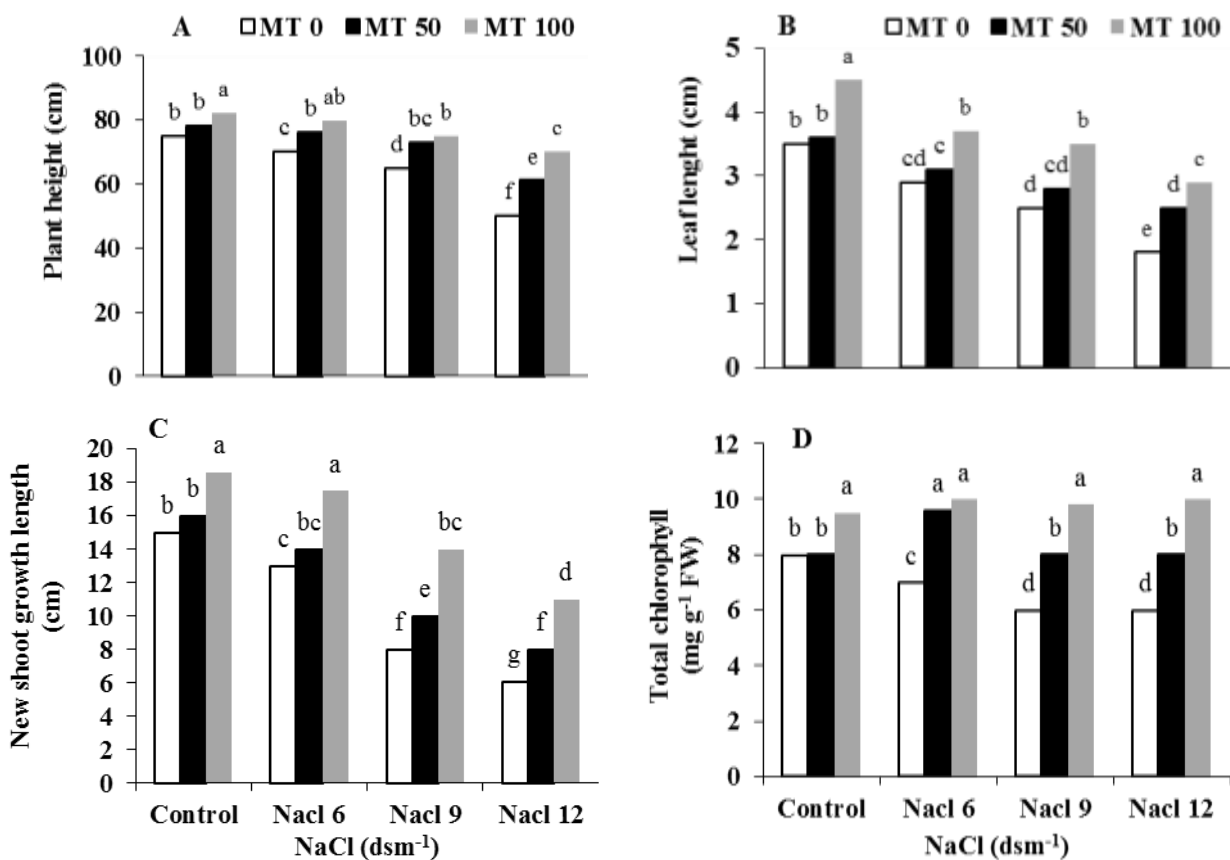 A
MT 0 MT 50 MT 100
Plant height (cm)
100
80
60
40
20
0
b b a
c b ab
d bc b
f e c
B
MT 0 MT 50 MT 100
Leaf lenght (cm)
5
4
3
2
1
0
b b a
cd c b
d cd b
e d c
C
New shoot growth length
(cm)
20
18
16
14
12
10
8
6
4
2
0
b b a
c bc a
f e bc
g f d
Control Nacl 6 Nacl 9 Nacl 12
NaCl (dsm⁻¹)
D
Total chlorophyll
(mg g⁻¹ FW)
12
10
8
6
4
2
0
b b a
c a a
d b a
d b a
Control Nacl 6 Nacl 9 Nacl 12
NaCl (dsm⁻¹)